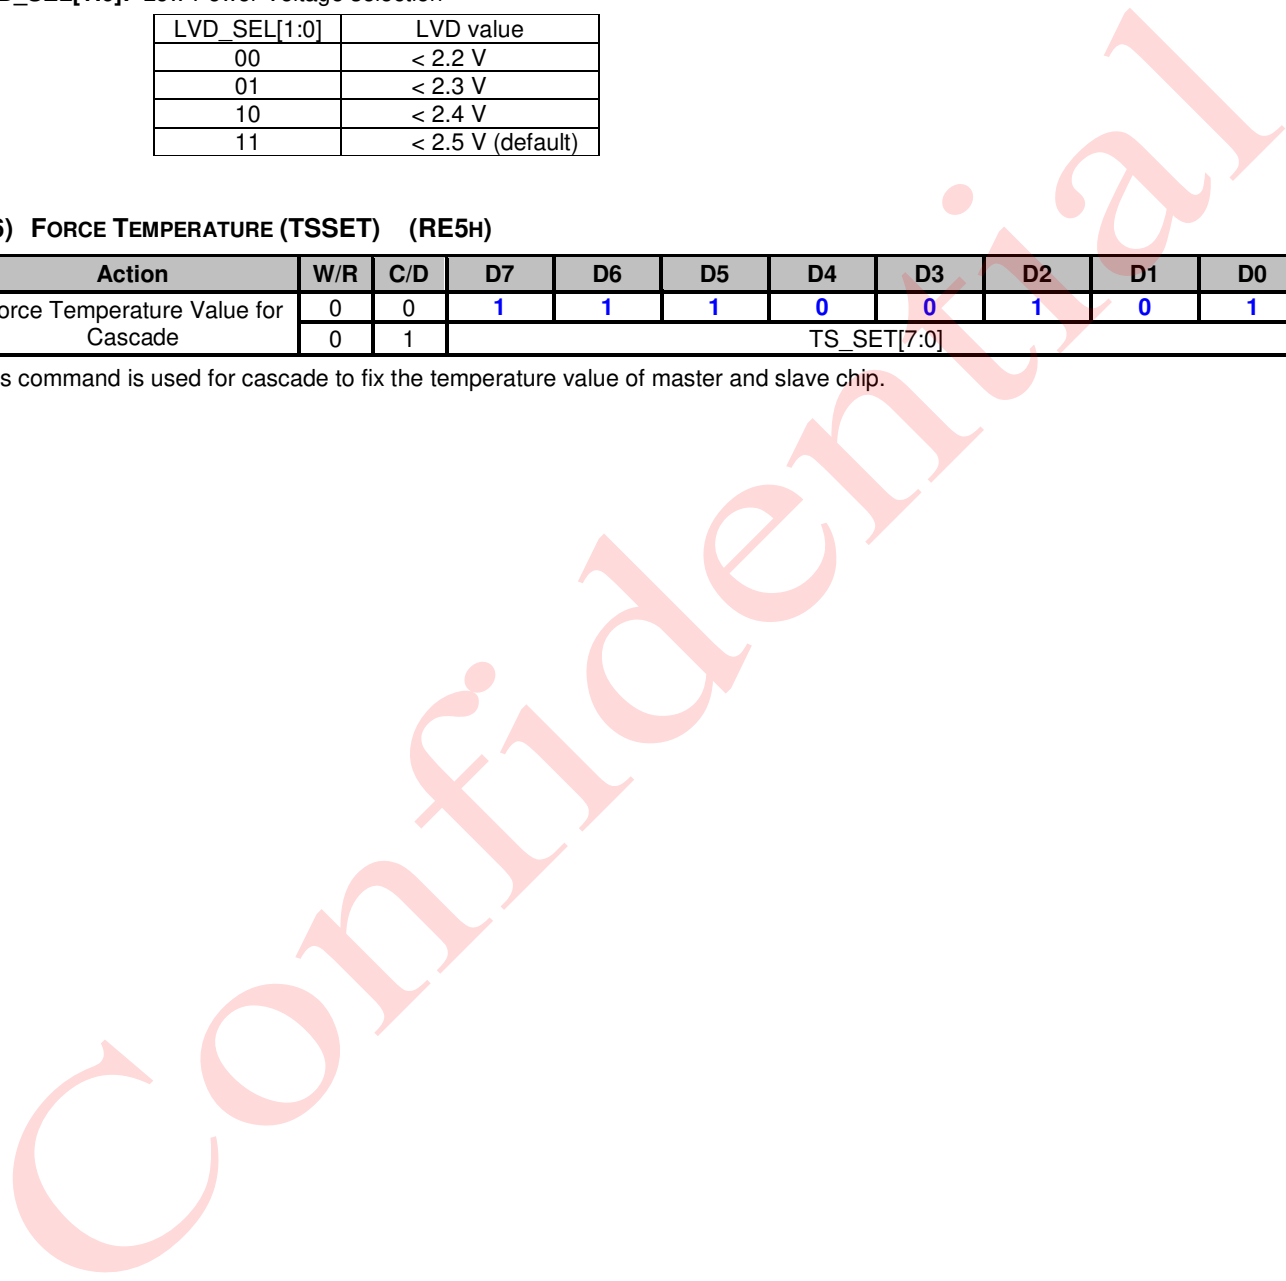 LVD value
LVD_SEL[1:0]
00 < 2.2 V
01 < 2.3 V
10 < 2.4 V
11 < 2.5 V (default)
6) FORCE TEMPERATURE (TSSET) (RE5H)
Action W/R C/D D7 D6 D5 D4 D3 D2 D1 D0
Temperature Value for 0 0 1 1 1 0 0 1 0 1
Cascade 0 1 TS_SET[7:0]
command is used for cascade to fix the temperature value of master and slave chip.
Confidential